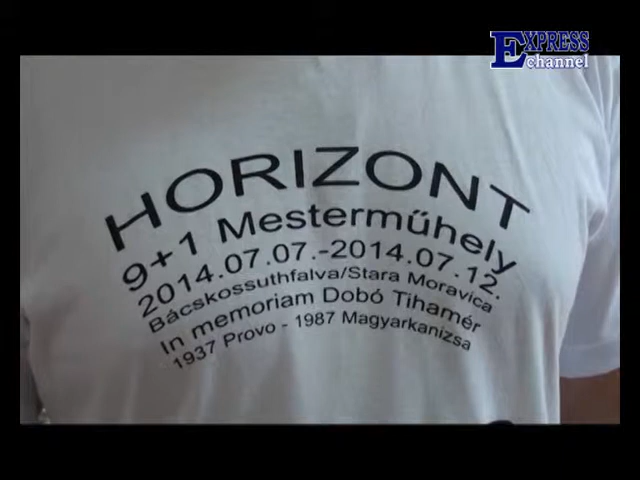 EXPRESS
channel
HORIZONT
9+1 Mesterműhely
2014.07.07.-2014.07.12.
Bácskossuthfalva/Stara Moravica
In memoriam Dobó Tihamér
1937 Provo - 1987 Magyarkanizsa